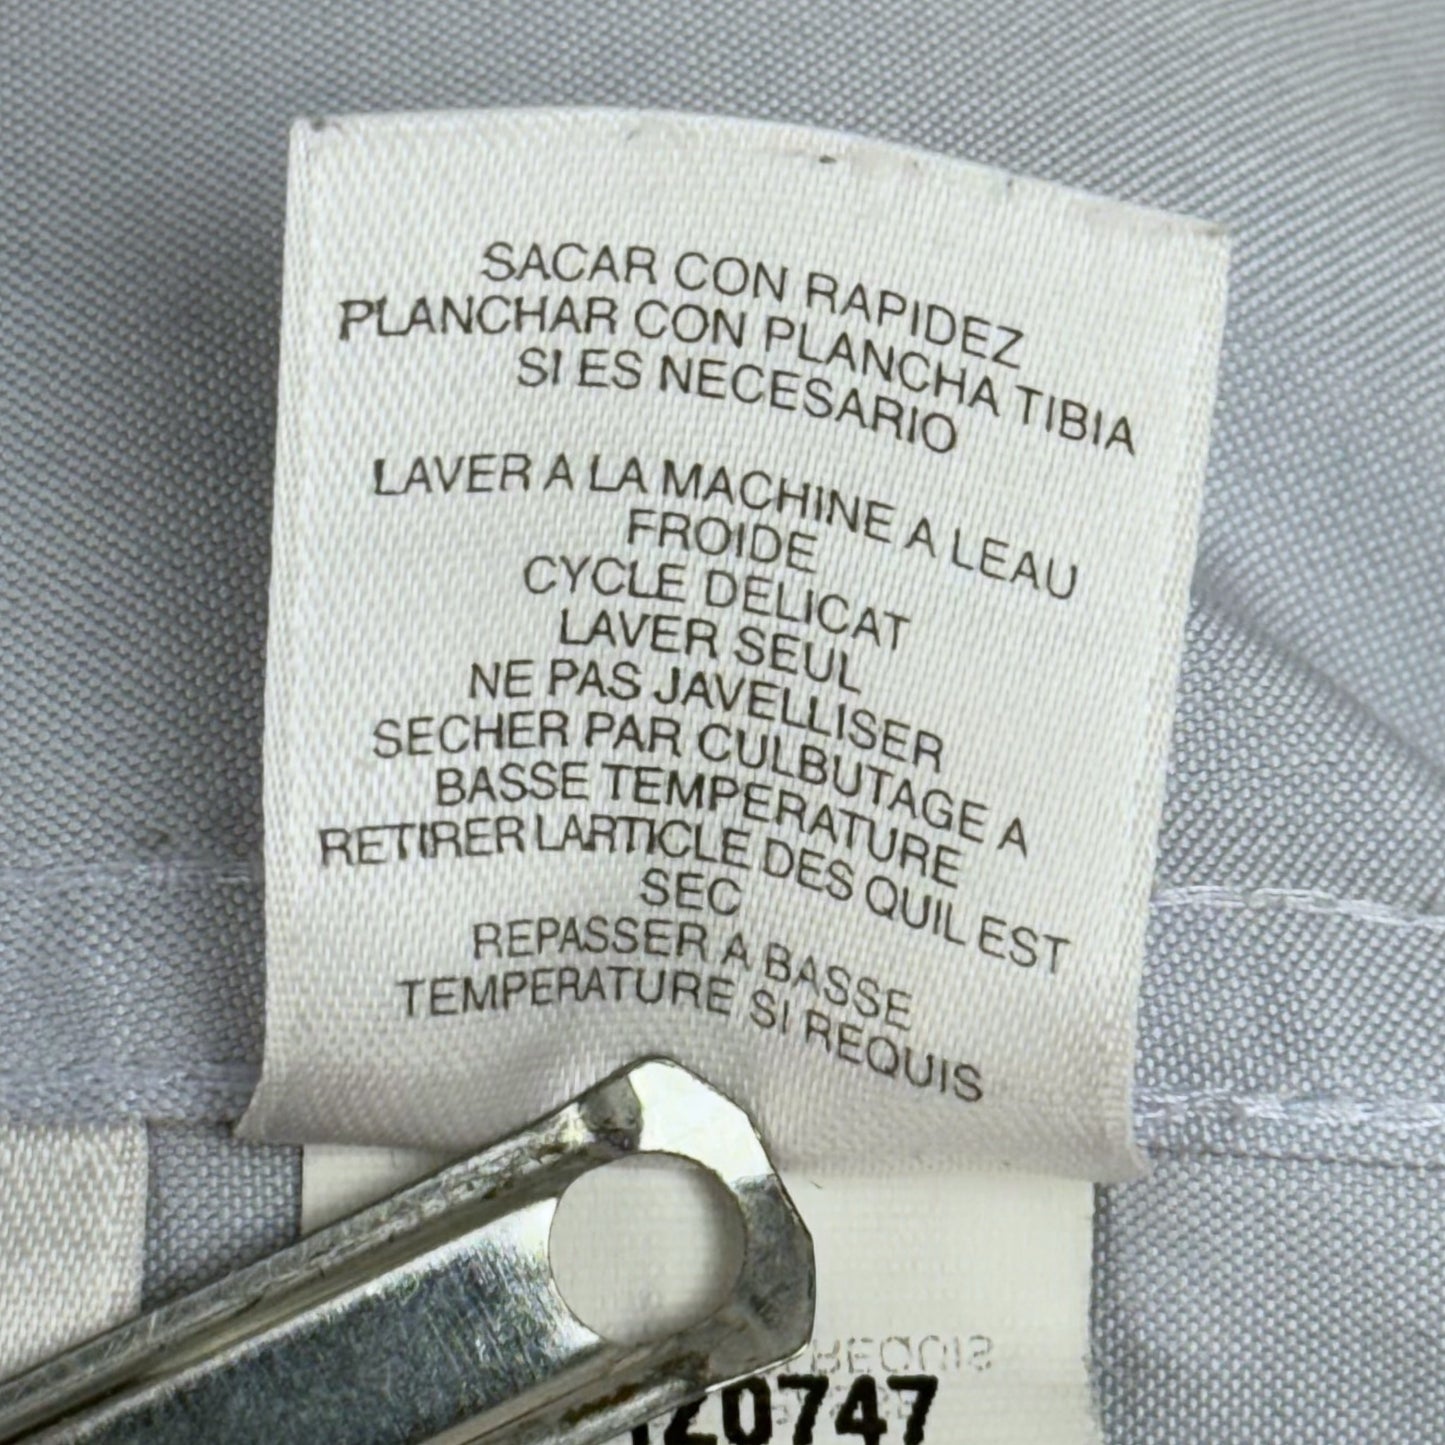 SACAR CON RAPIDEZ
PLANCHAR CON PLANCHA TIBIA
SI ES NECESARIO
LAVER A LA MACHINE A LEAU
FROIDE
CYCLE DELICAT
LAVER SEUL
NE PAS JAVELLISER
SECHER PAR CULBUTAGE A
BASSE TEMPERATURE
RETIRER LARTICLE DES QUIL EST
SEC
REPASSER A BASSE
TEMPERATURE SI REQUIS
REQUIS
20747